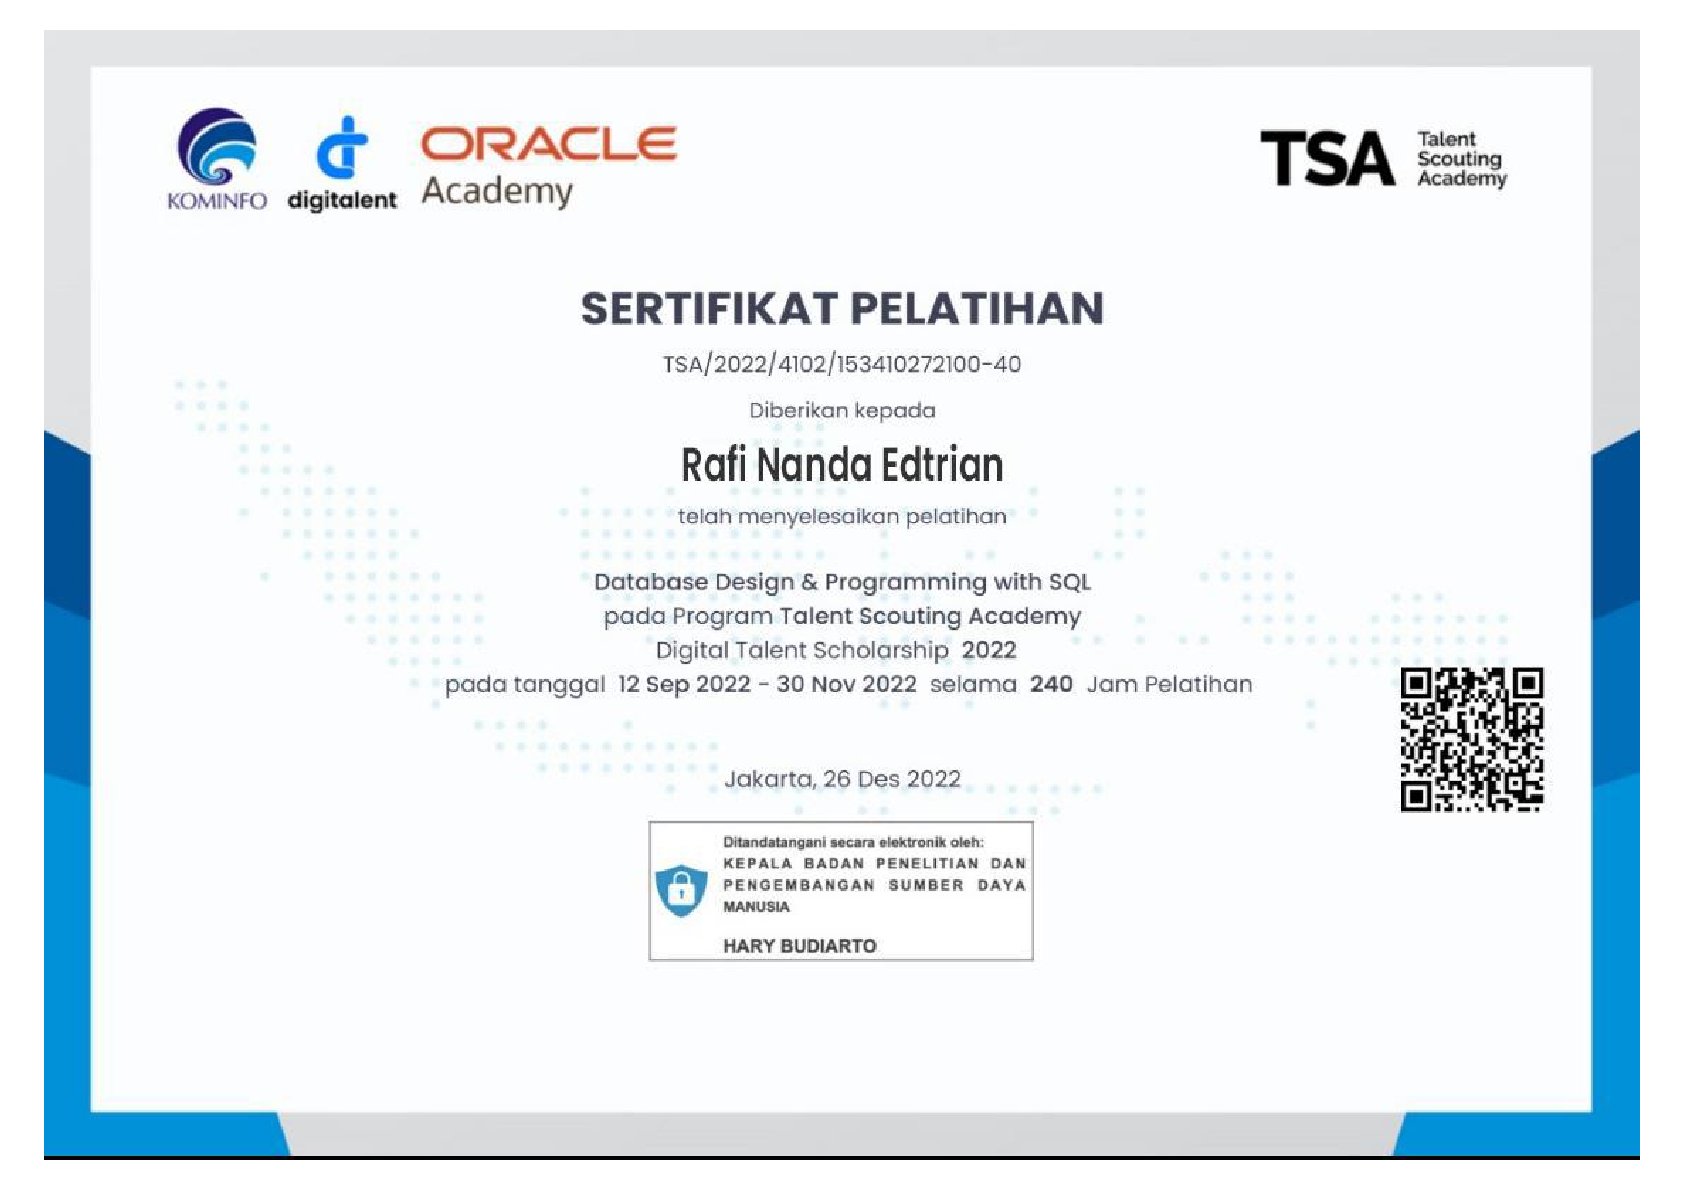 KOMINFO
digitalent
ORACLE
Academy
TSA Talent
Scouting
Academy
SERTIFIKAT PELATIHAN
TSA/2022/4102/153410272100-40
Diberikan kepada
Rafi Nanda Edtrian
telah menyelesaikan pelatihan
Database Design & Programming with SQL
pada Program Talent Scouting Academy
Digital Talent Scholarship 2022
pada tanggal 12 Sep 2022 - 30 Nov 2022 selama 240 Jam Pelatihan
Jakarta, 26 Des 2022
Ditandatangani secara elektronik oleh:
KEPALA BADAN PENELITIAN DAN
PENGEMBANGAN SUMBER DAYA
MANUSIA
HARY BUDIARTO